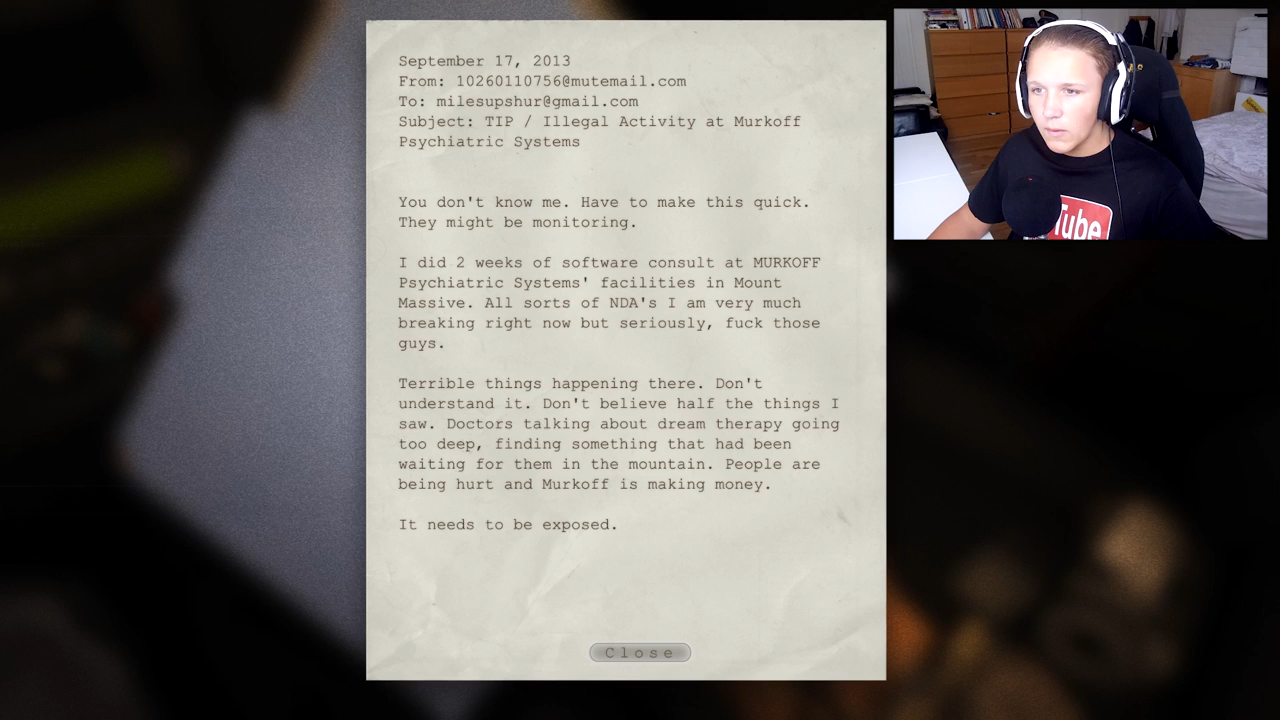 September 17, 2013
From: 10260110756@mutemail.com
To: milesupshur@gmail.com
Subject: TIP / Illegal Activity at Murkoff
Psychiatric Systems
You don't know me. Have to make this quick.
They might be monitoring.
I did 2 weeks of software consult at MURKOFF
Psychiatric Systems' facilities in Mount
Massive. All sorts of NDA's I am very much
breaking right now but seriously, fuck those
guys.
Terrible things happening there. Don't
understand it. Don't believe half the things I
saw. Doctors talking about dream therapy going
too deep, finding something that had been
waiting for them in the mountain. People are
being hurt and Murkoff is making money.
It needs to be exposed.
Close
Tube